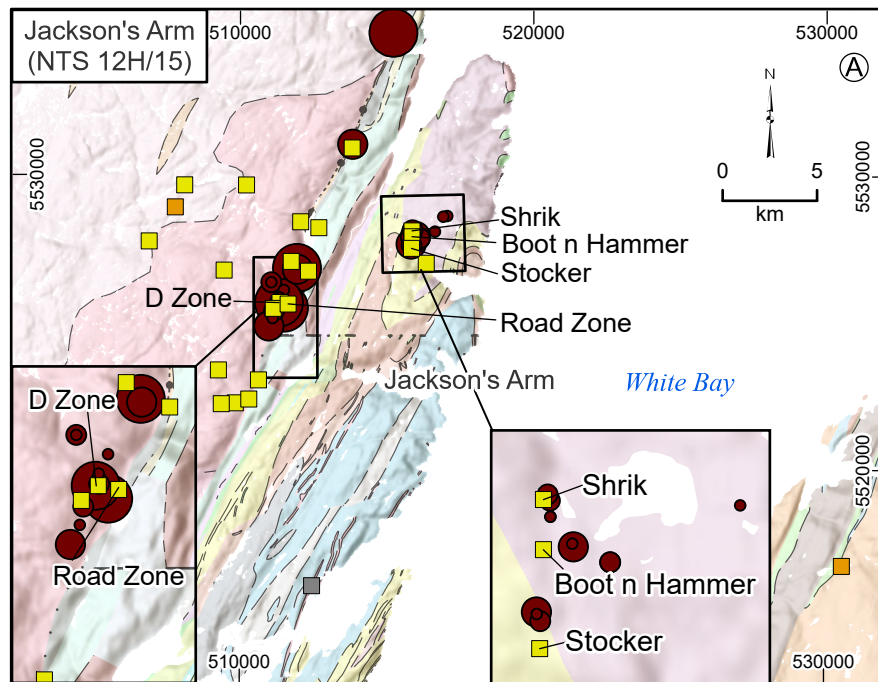 Jackson's Arm
(NTS 12H/15)
510000
520000
530000
A
N
5530000
5530000
0
5
km
Shrik
Boot n Hammer
Stocker
D Zone
Road Zone
Jackson's Arm
White Bay
D Zone
Road Zone
Shrik
Boot n Hammer
Stocker
5520000
510000
530000